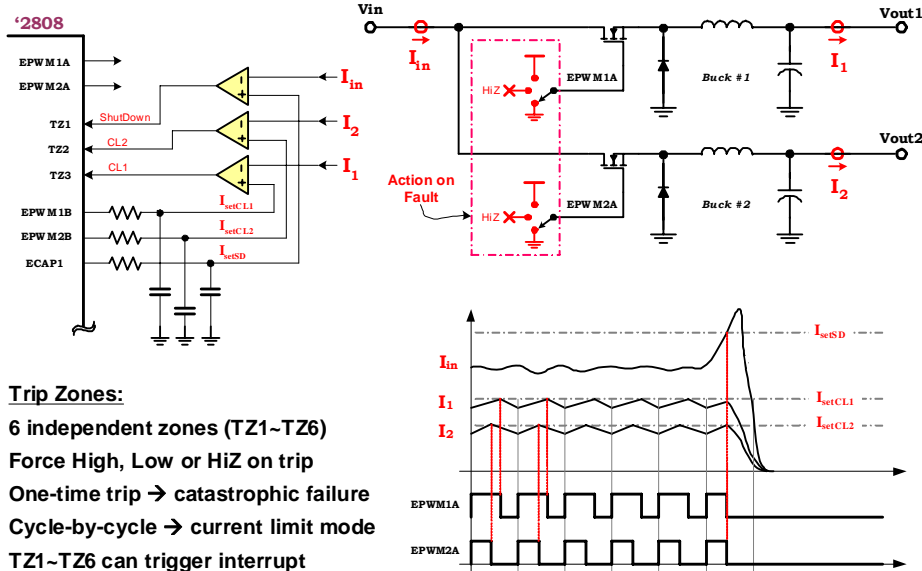 ‘2808
EPWM1A
EPWM2A
TZ1
ShutDown
TZ2
CL2
TZ3
CL1
EPWM1B
EPWM2B
ECAP1
Iin
I2
I1
IsetCL1
IsetCL2
IsetSD
Vin
Iin
HiZ
EPWM1A
Buck #1
Vout1
I1
Action on
Fault
HiZ
EPWM2A
Buck #2
Vout2
I2
Trip Zones:
6 independent zones (TZ1~TZ6)
Force High, Low or HiZ on trip
One-time trip → catastrophic failure
Cycle-by-cycle → current limit mode
TZ1~TZ6 can trigger interrupt
IsetSD
Iin
I1
IsetCL1
I2
IsetCL2
EPWM1A
EPWM2A